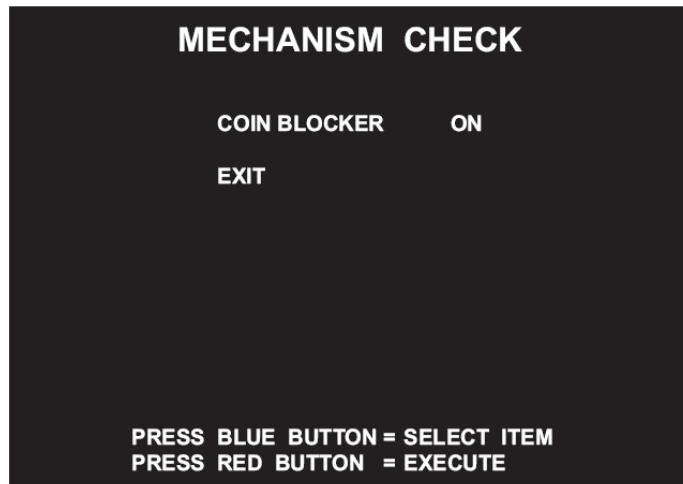 MECHANISM CHECK
COIN BLOCKER ON
EXIT
PRESS BLUE BUTTON = SELECT ITEM
PRESS RED BUTTON = EXECUTE